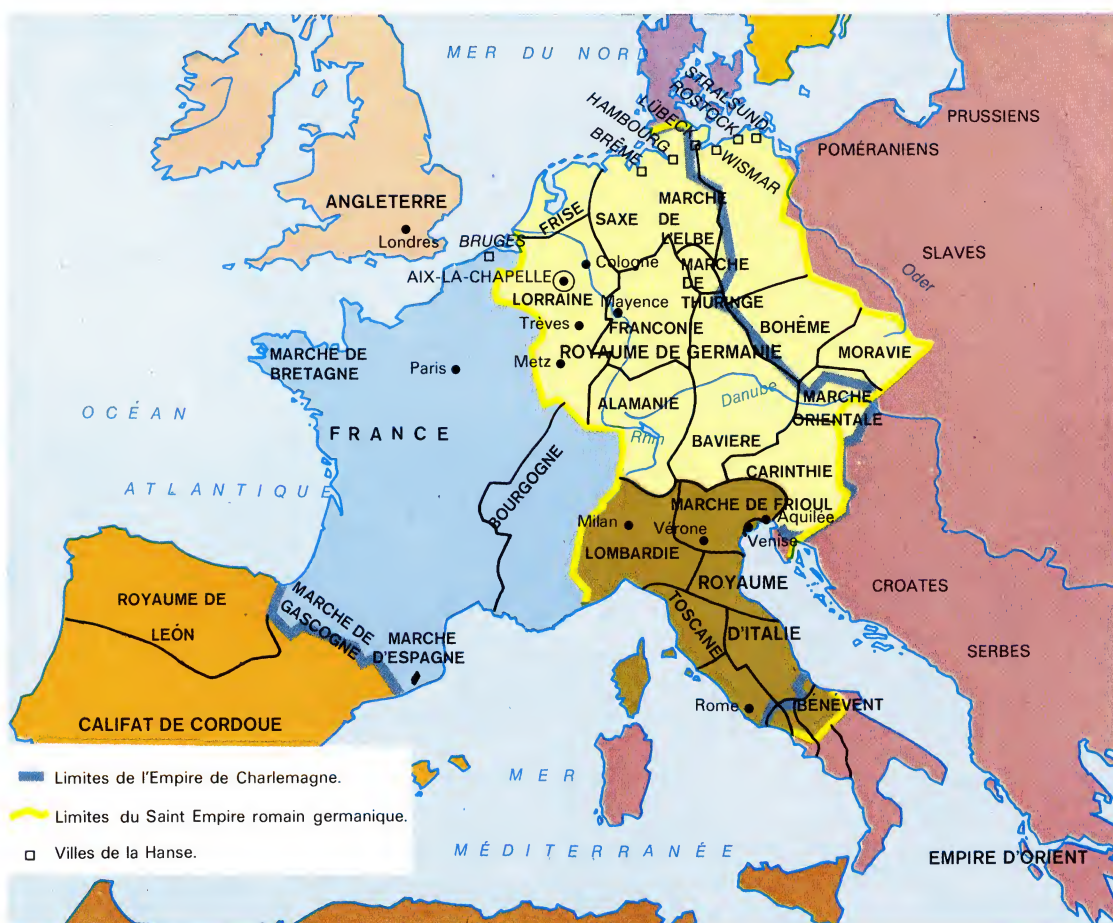 MER DU NORD
STRALSUND
ROSTOCK
LÜBECK
HAMBOURG
BRÊME
WISMAR
PRUSSIENS
POMÉRANIENS
SLAVES
Oder
ANGLETERRE
Londres
BRUGES
AIX-LA-CHAPELLE
FRISE
SAXE
MARCHE
DE
L'ELBE
Cologne
MARCHE
DE
THURINGE
LORRAINE
Mayence
Trèves
FRANCONIE
BOHÊME
MORAVIE
ROYAUME DE GERMANIE
Metz
MARCHE DE
BRETAGNE
Paris
OCÉAN
ATLANTIQUE
FRANCE
ALAMANIE
Danube
MARCHE
ORIENTALE
Rhin
BAVIERE
CARINTHIE
BOURGOGNE
MARCHE DE FRIOUL
Milan
Vérone
Aquilée
Venise
LOMBARDIE
ROYAUME
D'ITALIE
TOSCANE
CROATES
SERBES
ROYAUME DE
LEÓN
MARCHE DE
GASCOGNE
MARCHE
D'ESPAGNE
CALIFAT DE CORDOUE
Rome
BÉNÉVENT
MER
MÉDITERRANÉE
EMPIRE D'ORIENT
Limites de l'Empire de Charlemagne.
Limites du Saint Empire romain germanique.
Villes de la Hanse.